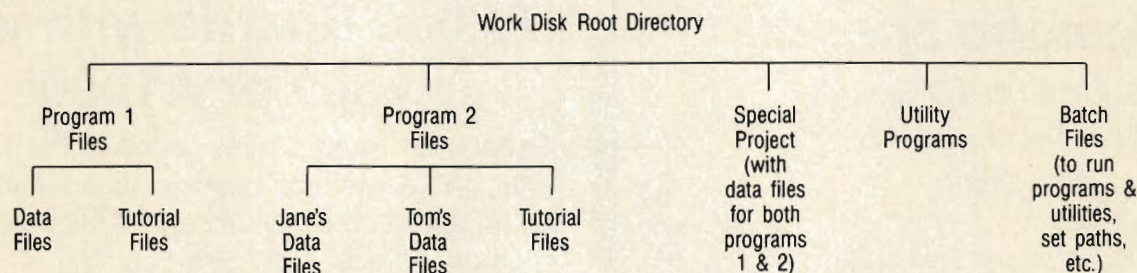 Work Disk Root Directory
Program 1
Files
Program 2
Files
Special
Project
(with
data files
for both
programs
1 & 2)
Utility
Programs
Batch
Files
(to run
programs &
utilities,
set paths,
etc.)
Data
Files
Tutorial
Files
Jane's
Data
Files
Tom's
Data
Files
Tutorial
Files